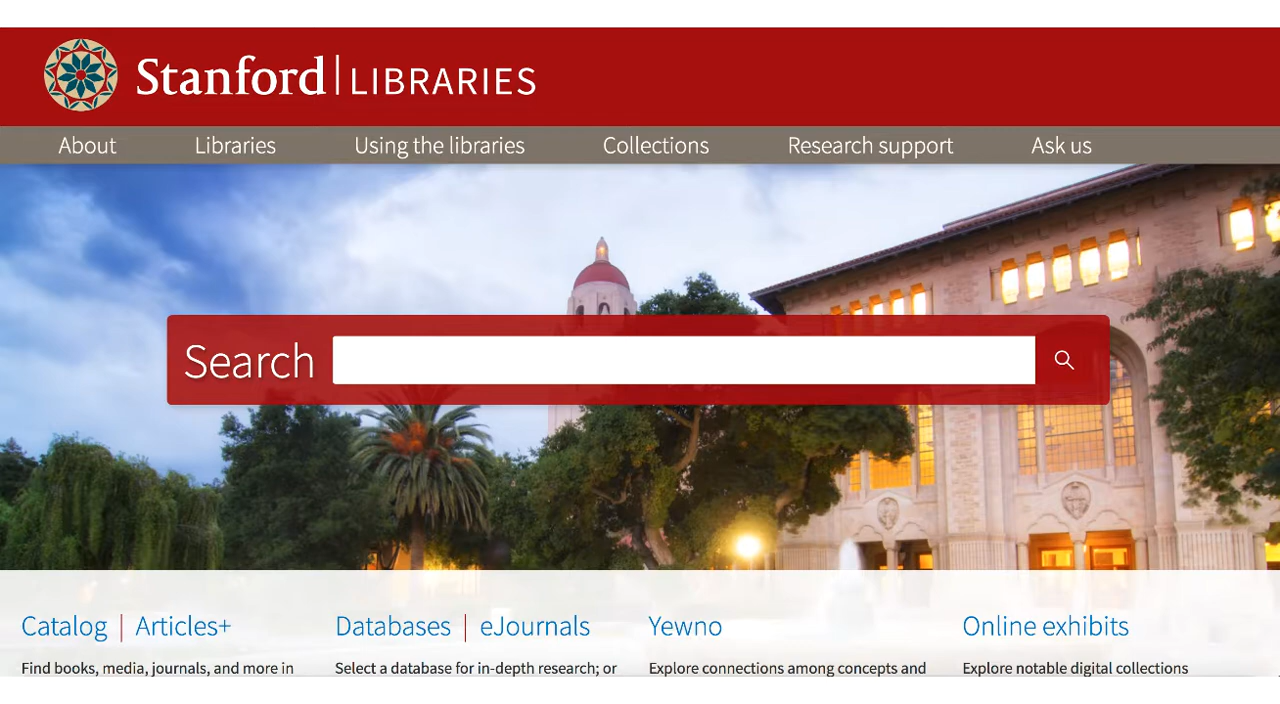 Stanford | LIBRARIES
About Libraries Using the libraries Collections Research support Ask us
Search
Catalog | Articles+ Databases | eJournals Yewno Online exhibits
Find books, media, journals, and more in Select a database for in-depth research; or Explore connections among concepts and Explore notable digital collections